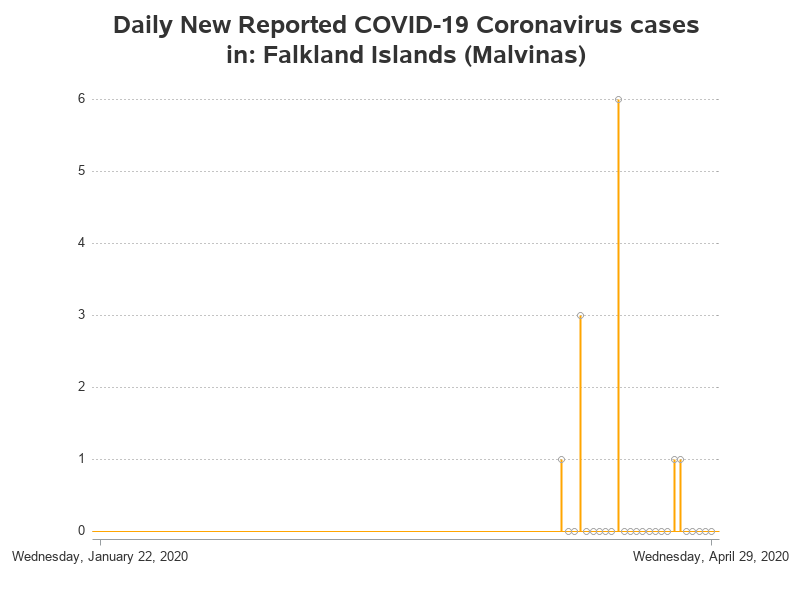 Daily New Reported COVID-19 Coronavirus cases
in: Falkland Islands (Malvinas)
6
5
4
3
2
1
0
Wednesday, January 22, 2020
Wednesday, April 29, 2020